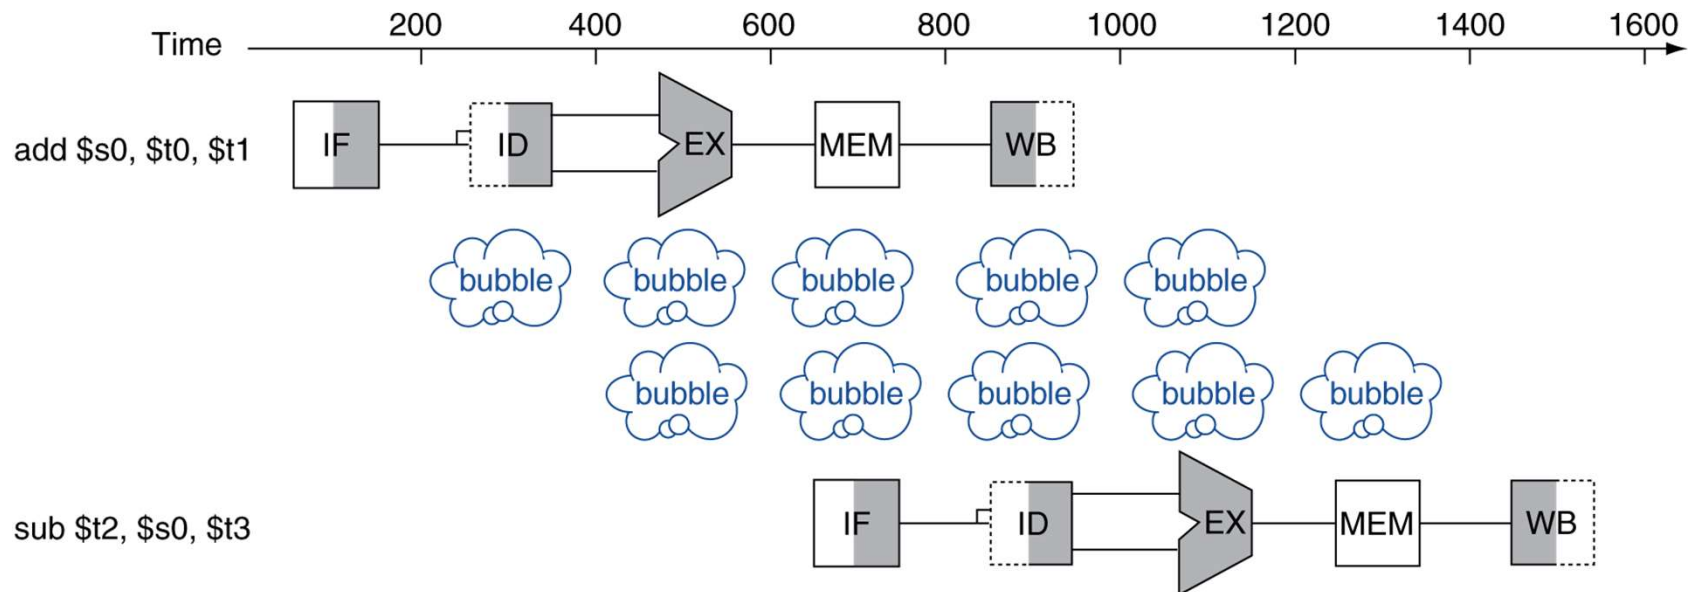 200 400 600 800 1000 1200 1400 1600
Time
add $s0, $t0, $t1 IF ID EX MEM WB
bubble bubble bubble bubble bubble
bubble bubble bubble bubble bubble
sub $t2, $s0, $t3 IF ID EX MEM WB